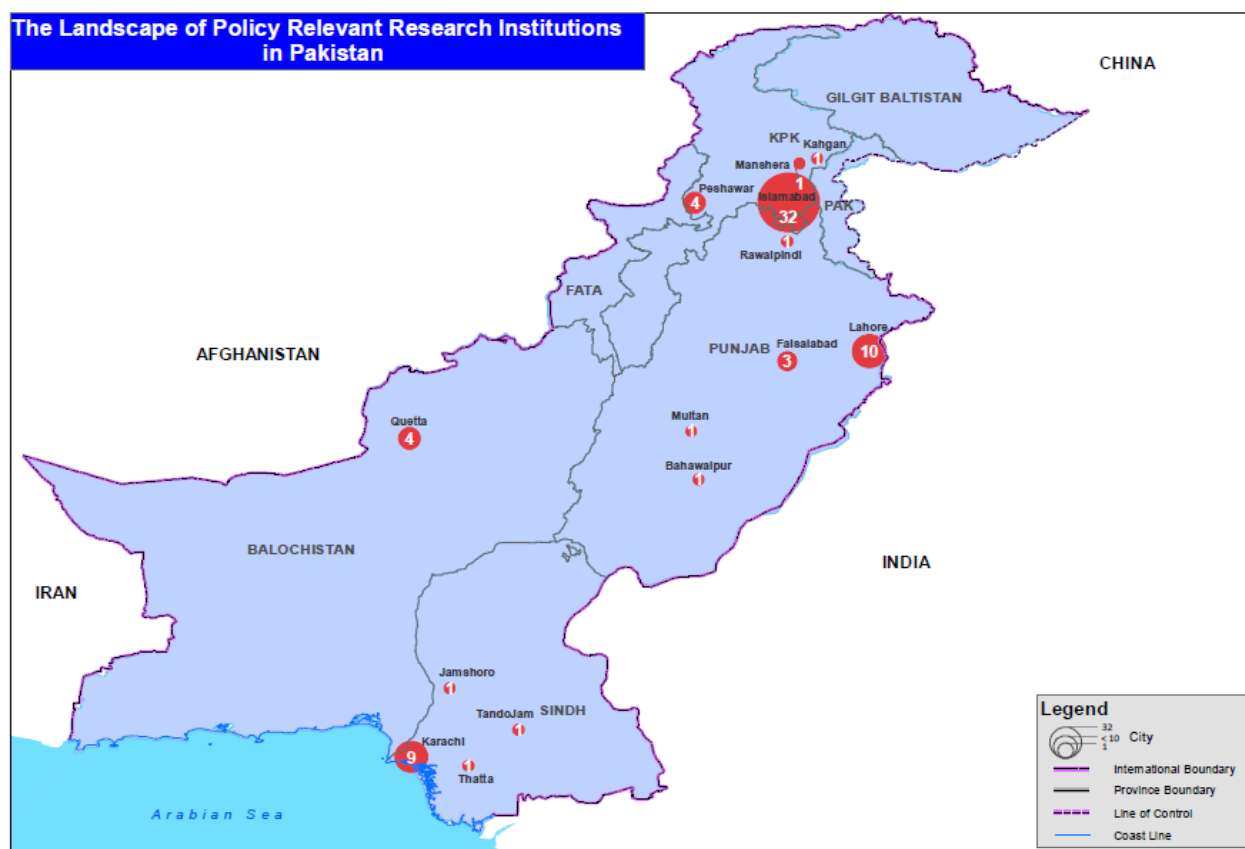 The Landscape of Policy Relevant Research Institutions
in Pakistan
CHINA
GILGIT BALTISTAN
KPK
Kahgan
1
Manshera
1
Peshawar
4
Islamabad
32
PAK
1
Rawalpindi
FATA
AFGHANISTAN
Lahore
10
PUNJAB
Faisalabad
3
Quetta
4
Multan
1
Bahawalpur
1
BALOCHISTAN
INDIA
IRAN
Jamshoro
1
TandoJam
1
SINDH
Karachi
9
1
Thatta
Arabian Sea
Legend
32
<10
1
City
International Boundary
Province Boundary
Line of Control
Coast Line